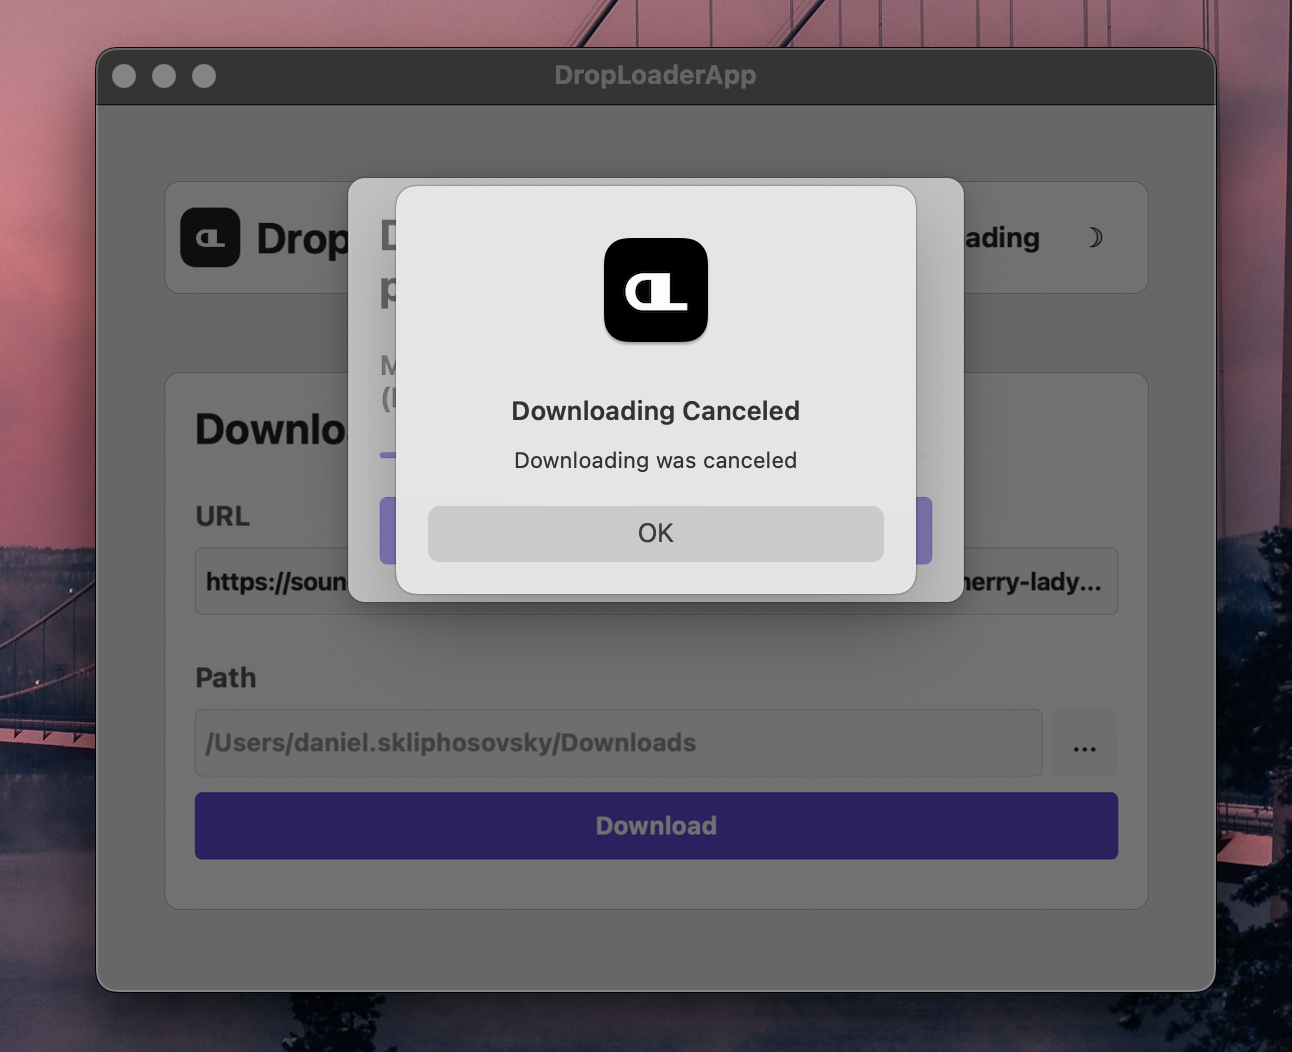 DropLoaderApp
Drop
ading
Downloading Canceled
Downloading was canceled
OK
Downlo
URL
https://soun
herry-lady...
Path
/Users/daniel.skliphosovsky/Downloads
...
Download